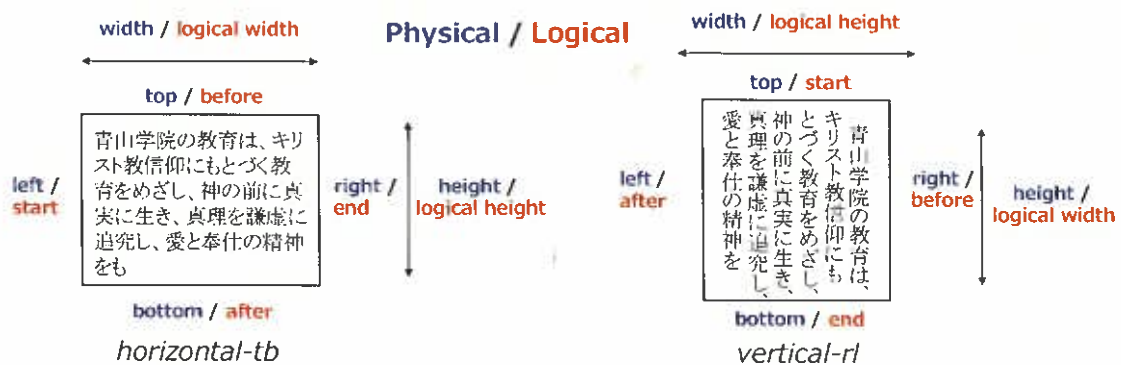 Physical / Logical
width / logical width
top / before
left /
start
青山学院の教育は、キリ
スト教信仰にもとづく教
育をめざし、神の前に真
実に生き、真理を謙虚に
追究し、愛と奉仕の精神
をも
right /
end
height /
logical height
bottom / after
horizontal-tb
width / logical height
top / start
left /
after
青山学院の教育は、
キリスト教信仰にも
とづく教育をめざし、
神の前に真実に生き、
真理を謙虚に追究し、
愛と奉仕の精神を
right /
before
height /
logical width
bottom / end
vertical-rl